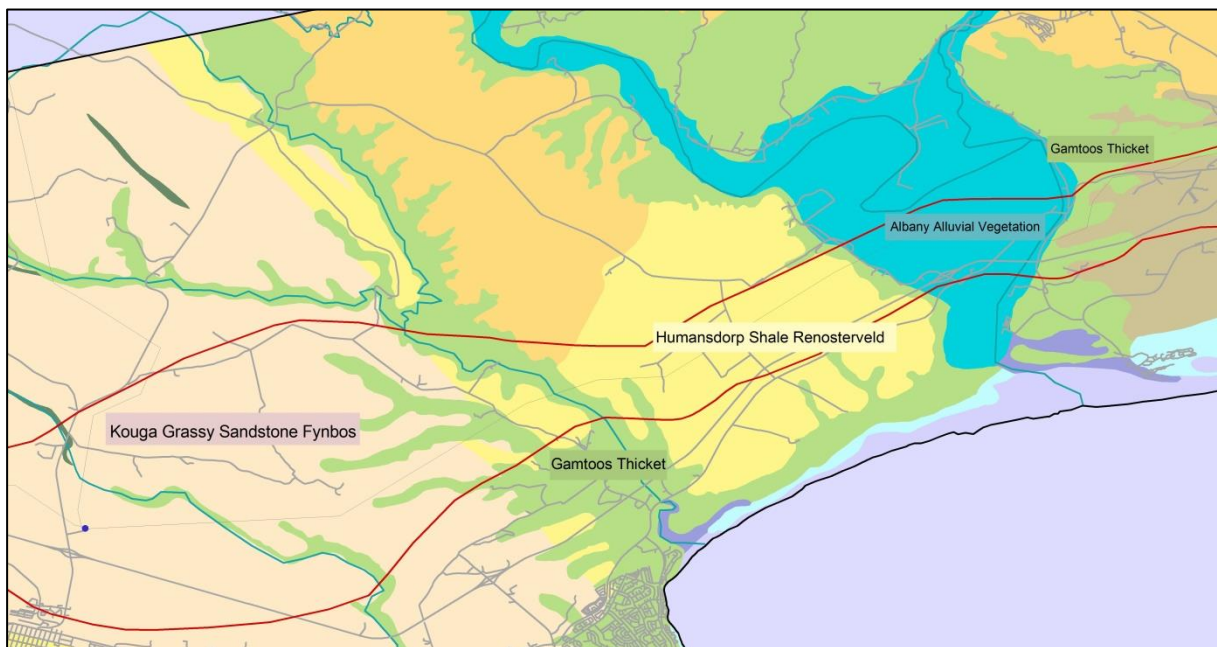 Gamtoos Thicket
Albany Alluvial Vegetation
Humansdorp Shale Renosterveld
Kouga Grassy Sandstone Fynbos
Gamtoos Thicket